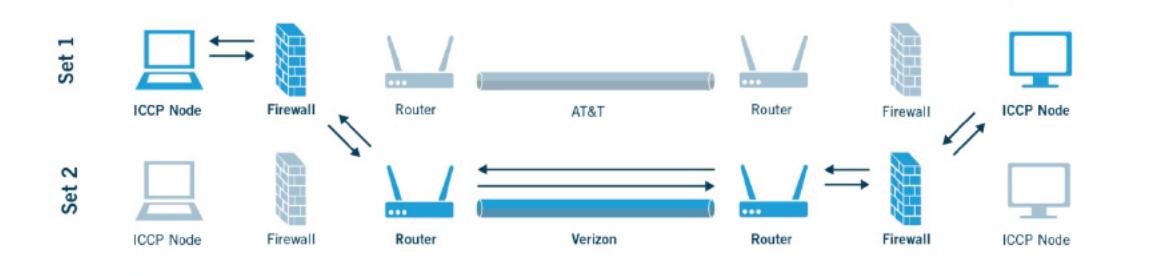 Set 1
ICCP Node
Firewall
Router
AT&T
Router
Firewall
ICCP Node
Set 2
ICCP Node
Firewall
Router
Verizon
Router
Firewall
ICCP Node